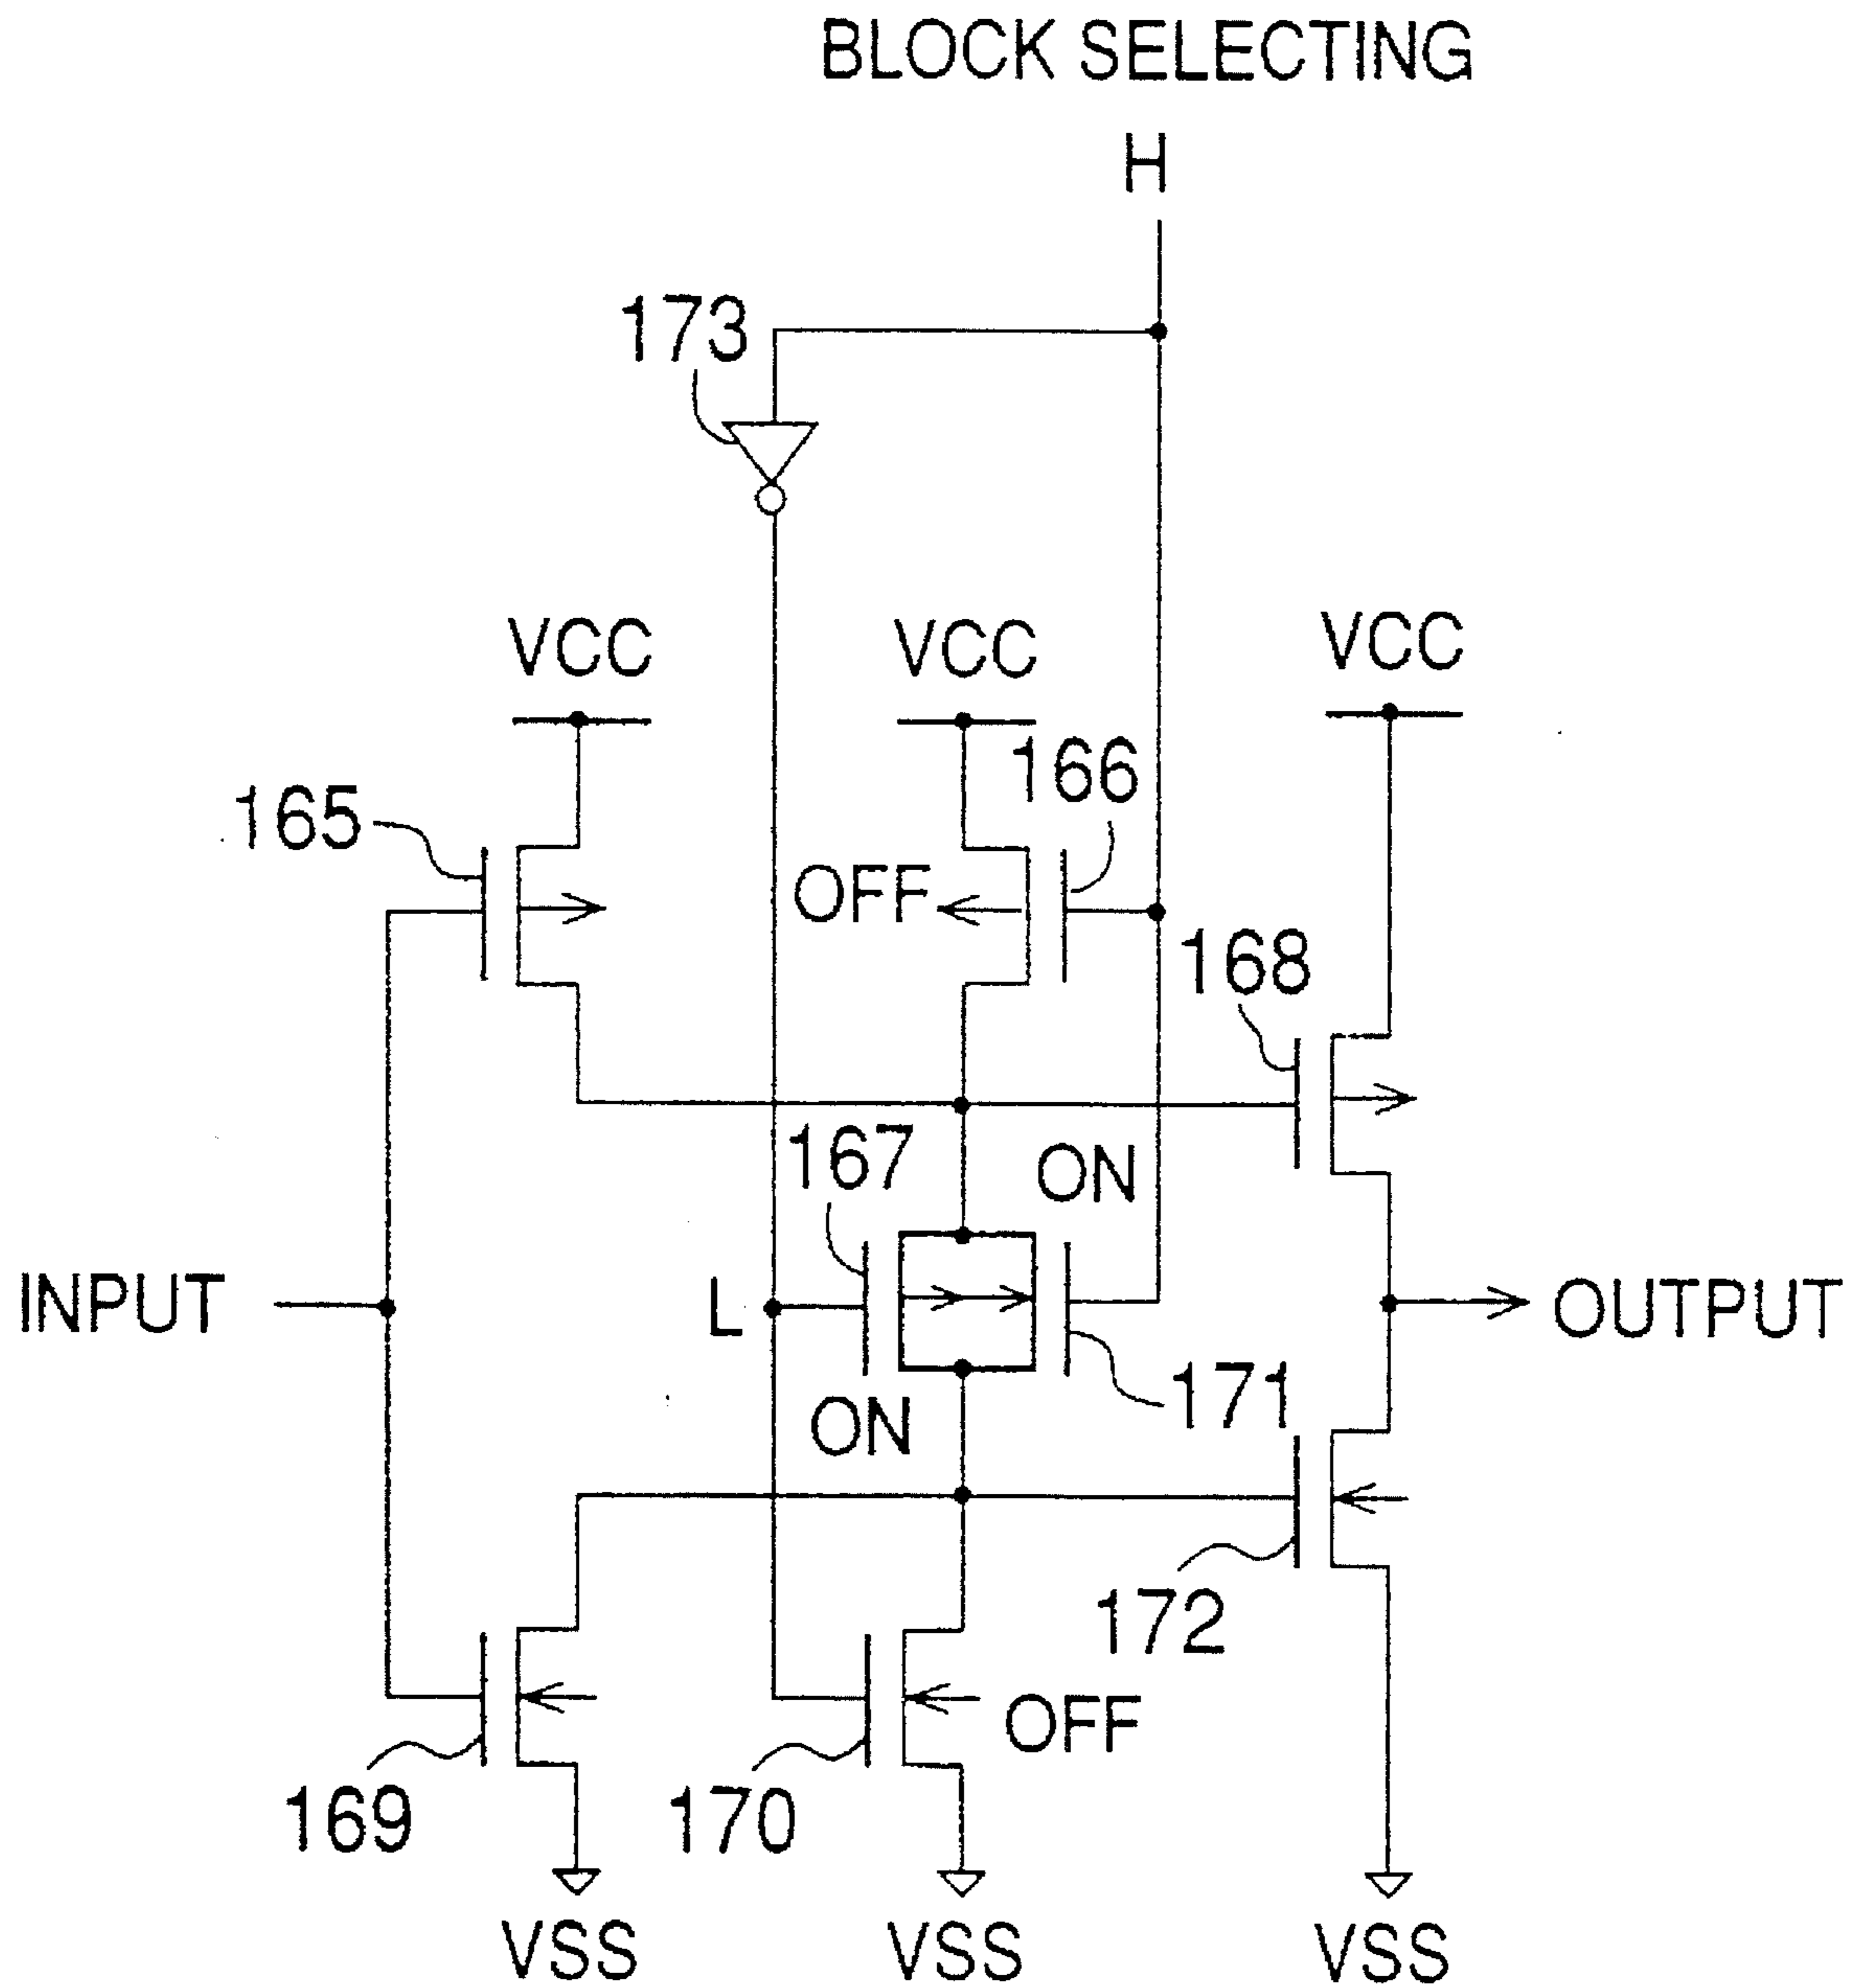 BLOCK SELECTING
H
173
VCC VCC VCC
166
165
OFF
168
167 ON
INPUT L OUTPUT
171
ON
172
OFF
169 170
VSS VSS VSS